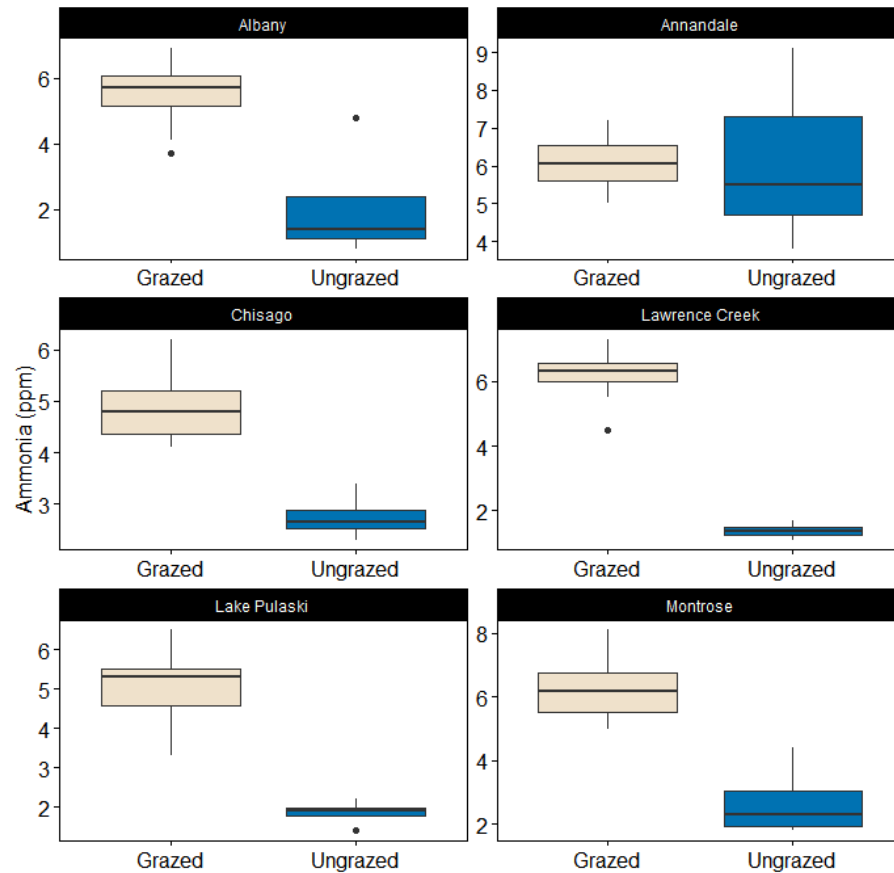 Albany
Annandale
6
4
2
9
8
7
6
5
4
Grazed
Ungrazed
Grazed
Ungrazed
Chisago
Lawrence Creek
Ammonia (ppm)
6
5
4
3
6
4
2
Grazed
Ungrazed
Grazed
Ungrazed
Lake Pulaski
Montrose
6
5
4
3
2
8
6
4
2
Grazed
Ungrazed
Grazed
Ungrazed